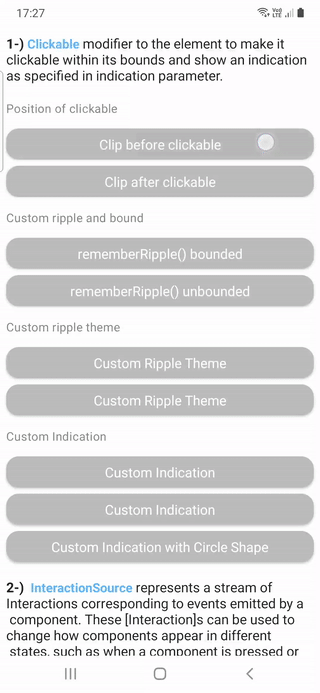 17:27
Vo)) LTE
1-) Clickable modifier to the element to make it
clickable within its bounds and show an indication
as specified in indication parameter.
Position of clickable
Clip before clickable
Clip after clickable
Custom ripple and bound
rememberRipple() bounded
rememberRipple() unbounded
Custom ripple theme
Custom Ripple Theme
Custom Ripple Theme
Custom Indication
Custom Indication
Custom Indication
Custom Indication with Circle Shape
2-) InteractionSource represents a stream of
Interactions corresponding to events emitted by a
component. These [Interaction]s can be used to
change how components appear in different
states, such as when a component is pressed or